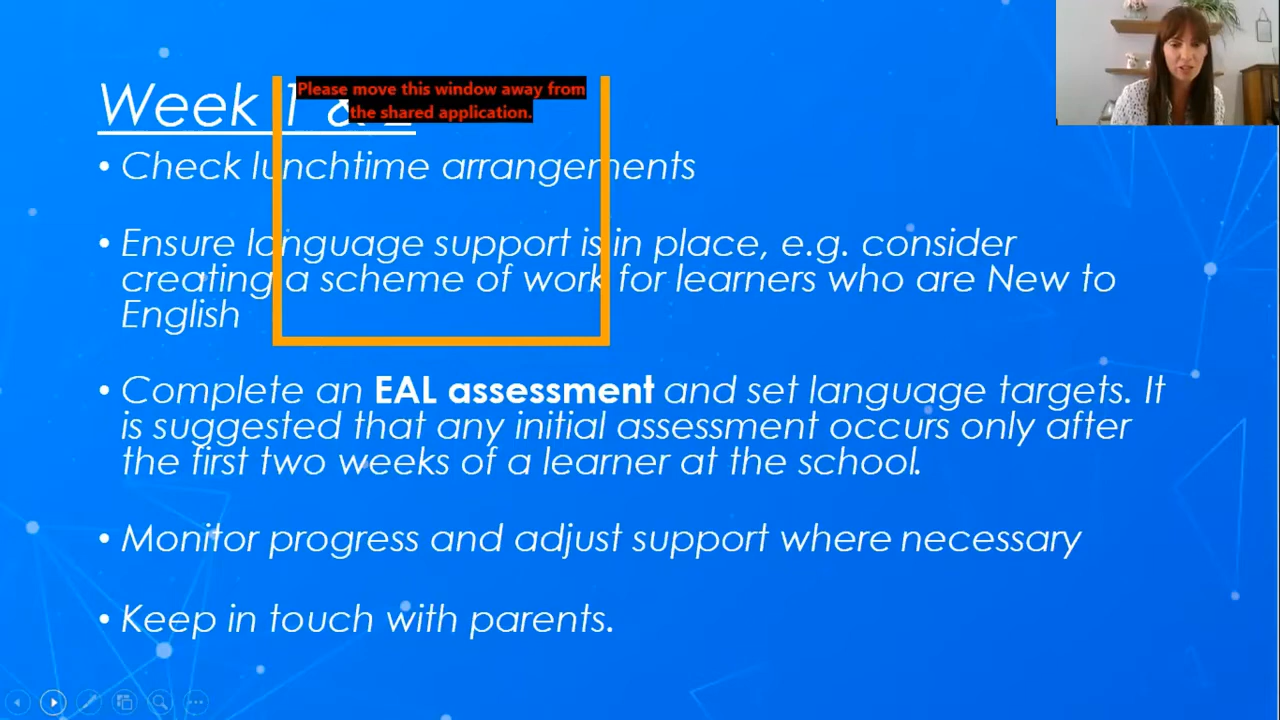 Please move this window away from
the shared application.
Week 1 &
• Check lunchtime arrangements
• Ensure language support is in place, e.g. consider
creating a scheme of work for learners who are New to
English
• Complete an EAL assessment and set language targets. It
is suggested that any initial assessment occurs only after
the first two weeks of a learner at the school.
• Monitor progress and adjust support where necessary
• Keep in touch with parents.